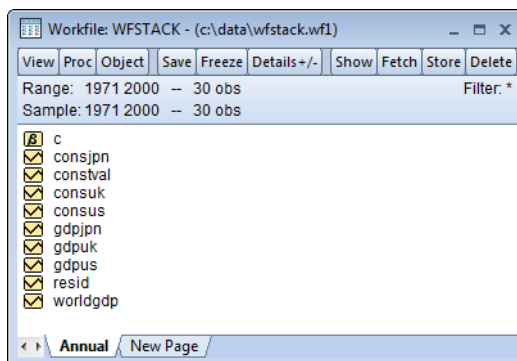 Workfile: WFSTACK - (c:\data\wfstack.wf1)
View Proc Object Save Freeze Details+/- Show Fetch Store Delete
Range: 1971 2000 -- 30 obs Filter: *
Sample: 1971 2000 -- 30 obs
β c
consjpn
constval
consuk
consus
gdpjpn
gdpuk
gdpus
resid
worldgdp
Annual New Page